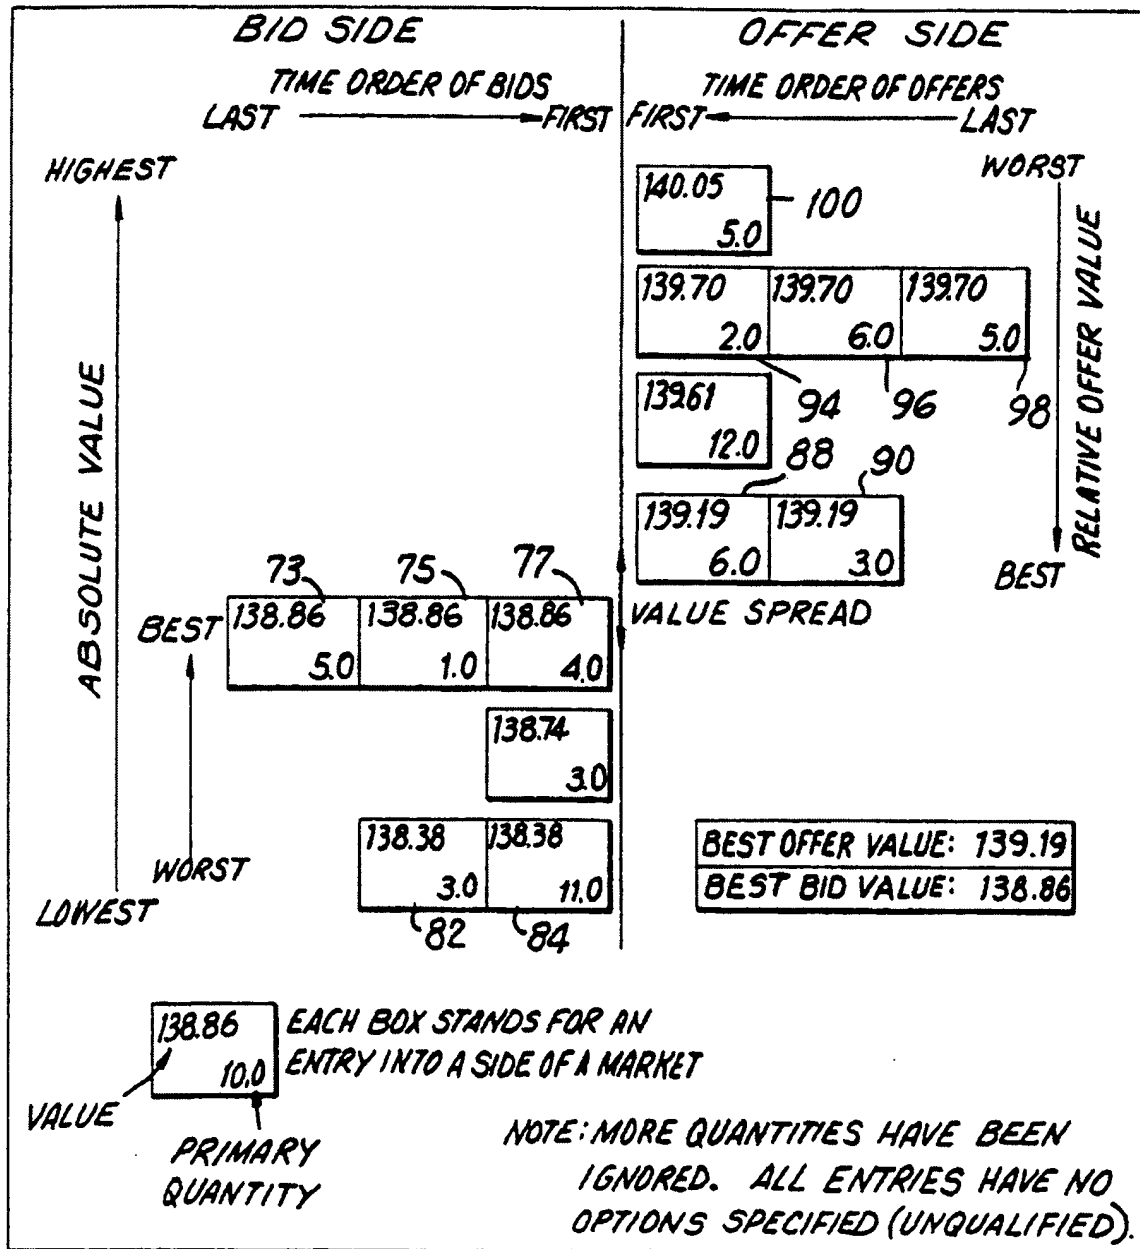 BID SIDE
OFFER SIDE
TIME ORDER OF BIDS
LAST FIRST
TIME ORDER OF OFFERS
FIRST LAST
HIGHEST
ABSOLUTE VALUE
LOWEST
WORST
RELATIVE OFFER VALUE
BEST
140.05
5.0
100
139.70 139.70 139.70
2.0 6.0 5.0
94 96 98
139.61
12.0
88 90
139.19 139.19
6.0 3.0
VALUE SPREAD
73 75 77
BEST
138.86 138.86 138.86
5.0 1.0 4.0
138.74
3.0
WORST
138.38 138.38
3.0 11.0
82 84
BEST OFFER VALUE: 139.19
BEST BID VALUE: 138.86
138.86
10.0
VALUE
PRIMARY
QUANTITY
EACH BOX STANDS FOR AN
ENTRY INTO A SIDE OF A MARKET
NOTE: MORE QUANTITIES HAVE BEEN
IGNORED. ALL ENTRIES HAVE NO
OPTIONS SPECIFIED (UNQUALIFIED).